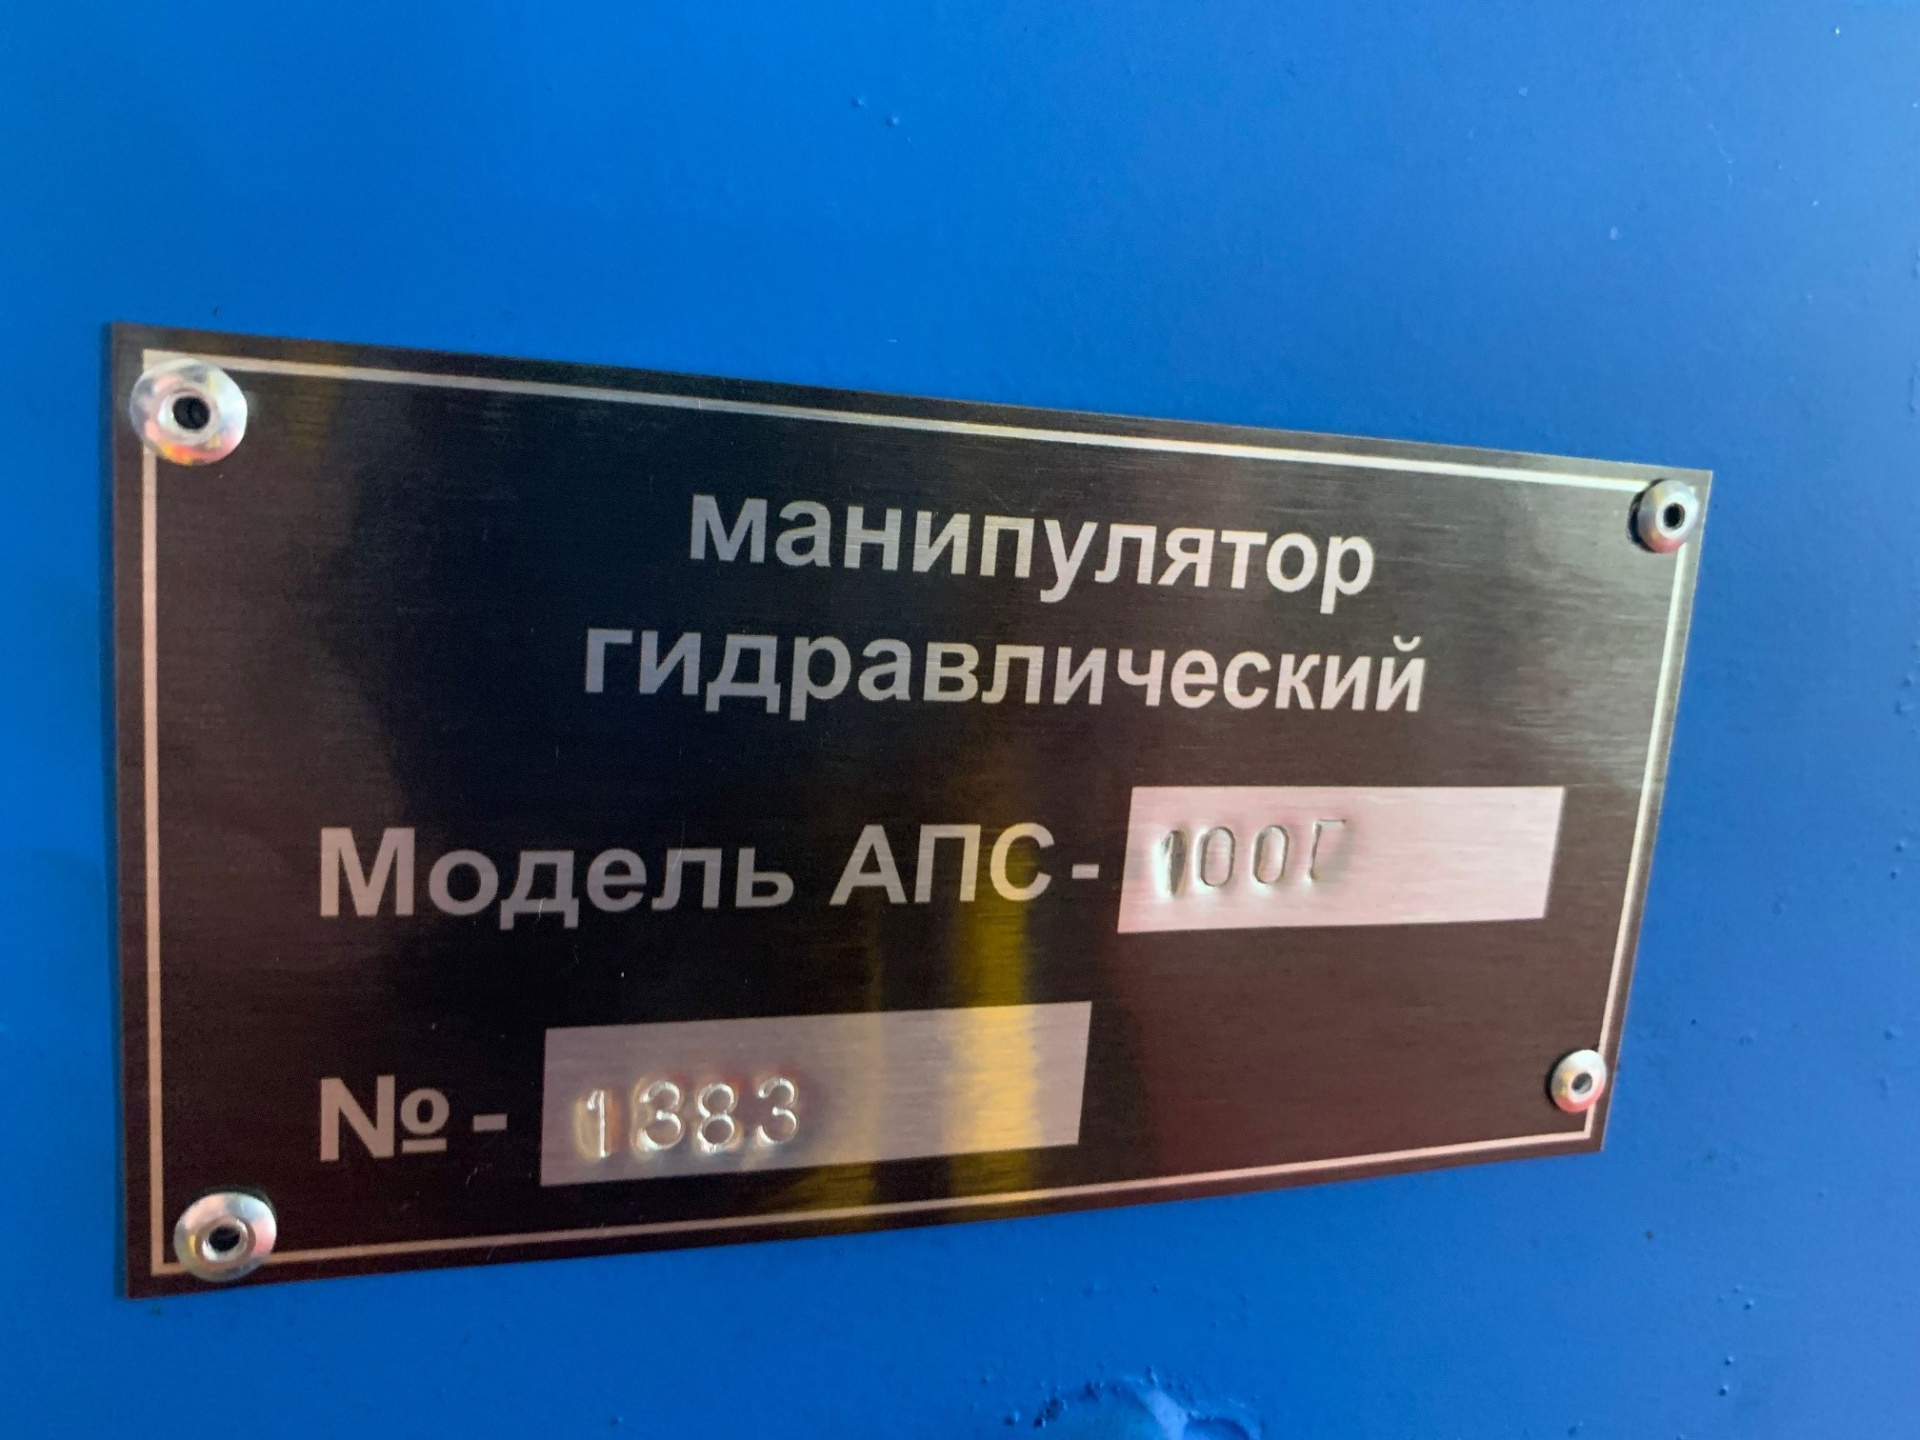 манипулятор
гидравлический
Модель АПС - 100Г
№ - 1383